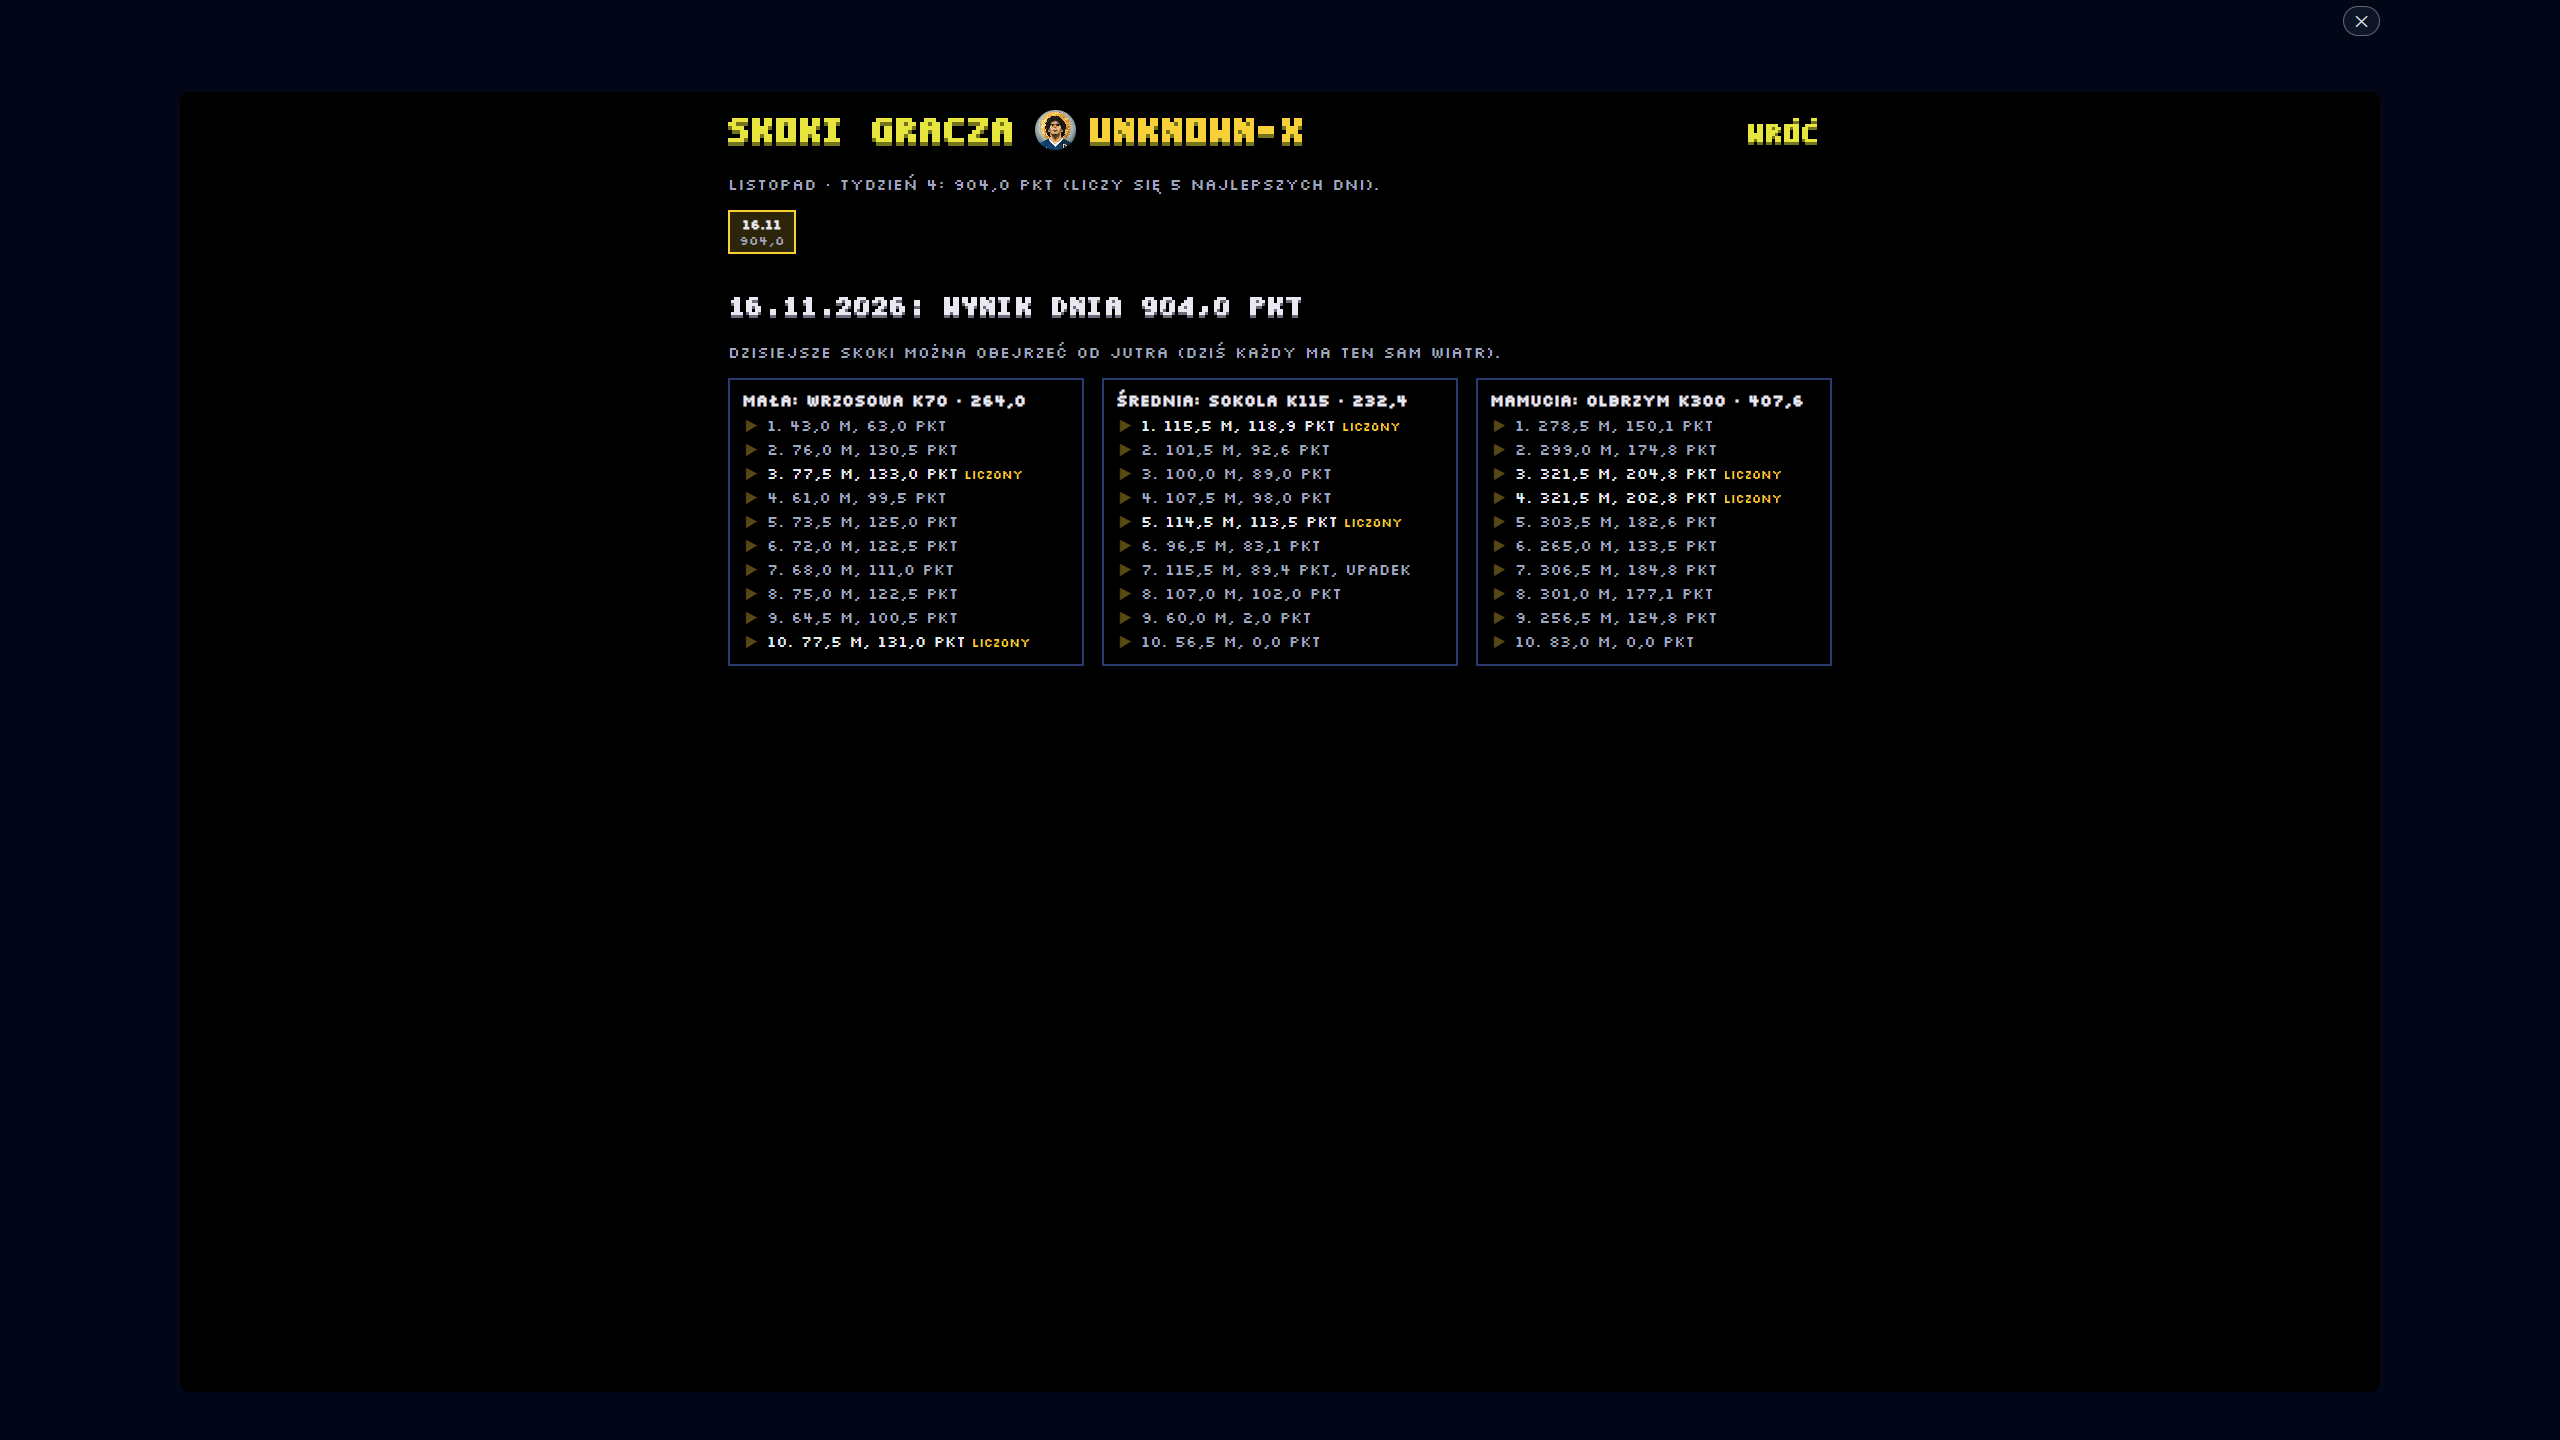 SKOKI GRACZA UNKNOWN-X
WRÓĆ
LISTOPAD · TYDZIEŃ 4: 904,0 PKT (LICZY SIĘ 5 NAJLEPSZYCH DNI).
16.11
904,0
16.11.2026: WYNIK DNIA 904,0 PKT
DZISIEJSZE SKOKI MOŻNA OBEJRZEĆ OD JUTRA (DZIŚ KAŻDY MA TEN SAM WIATR).
MAŁA: WRZOSOWA K70 · 264,0
1. 43,0 M, 63,0 PKT
2. 76,0 M, 130,5 PKT
3. 77,5 M, 133,0 PKT LICZONY
4. 61,0 M, 99,5 PKT
5. 73,5 M, 125,0 PKT
6. 72,0 M, 122,5 PKT
7. 68,0 M, 111,0 PKT
8. 75,0 M, 122,5 PKT
9. 64,5 M, 100,5 PKT
10. 77,5 M, 131,0 PKT LICZONY
ŚREDNIA: SOKOLA K115 · 232,4
1. 115,5 M, 118,9 PKT LICZONY
2. 101,5 M, 92,6 PKT
3. 100,0 M, 89,0 PKT
4. 107,5 M, 98,0 PKT
5. 114,5 M, 113,5 PKT LICZONY
6. 96,5 M, 83,1 PKT
7. 115,5 M, 89,4 PKT, UPADEK
8. 107,0 M, 102,0 PKT
9. 60,0 M, 2,0 PKT
10. 56,5 M, 0,0 PKT
MAMUCIA: OLBRZYM K300 · 407,6
1. 278,5 M, 150,1 PKT
2. 299,0 M, 174,8 PKT
3. 321,5 M, 204,8 PKT LICZONY
4. 321,5 M, 202,8 PKT LICZONY
5. 303,5 M, 182,6 PKT
6. 265,0 M, 133,5 PKT
7. 306,5 M, 184,8 PKT
8. 301,0 M, 177,1 PKT
9. 256,5 M, 124,8 PKT
10. 83,0 M, 0,0 PKT